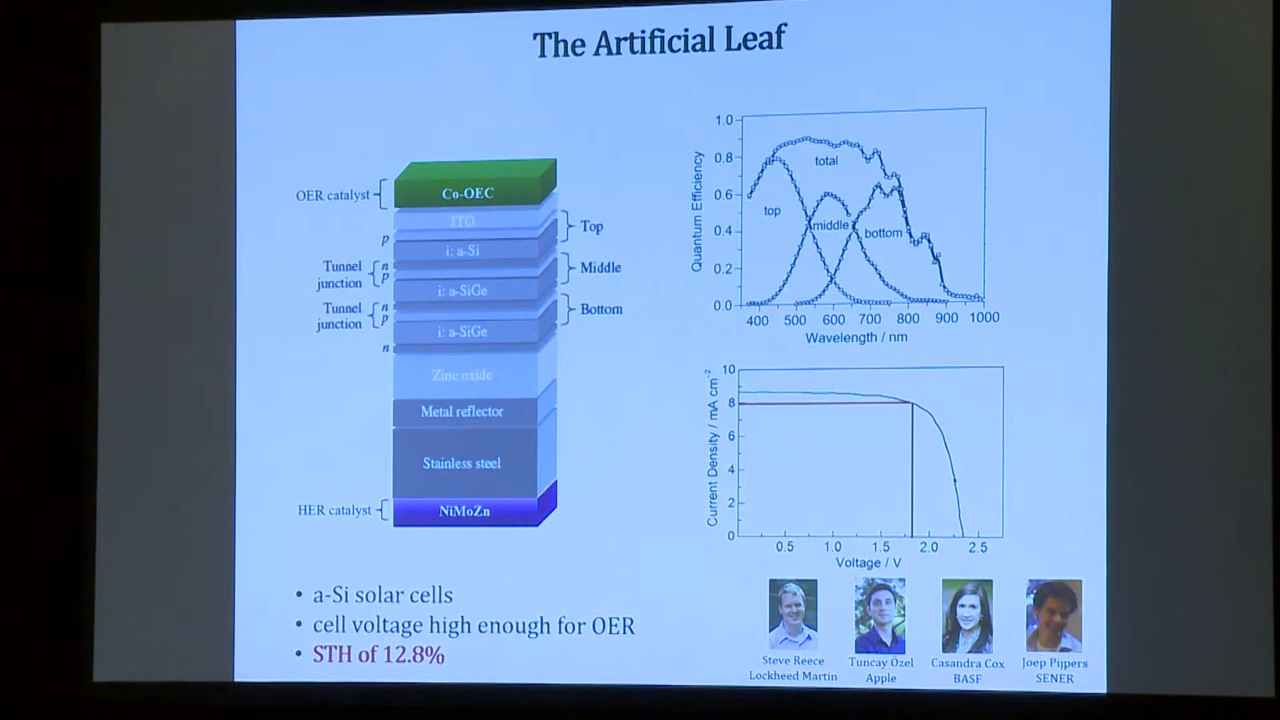 The Artificial Leaf
OER catalyst
Co-OEC
ITO
Top
p
i: a-Si
Tunnel
junction
n
p
Middle
i: a-SiGe
Tunnel
junction
n
p
Bottom
i: a-SiGe
n
Zinc oxide
Metal reflector
Stainless steel
HER catalyst
NiMoZn
• a-Si solar cells
• cell voltage high enough for OER
• STH of 12.8%
Quantum Efficiency
1.0
0.8
0.6
0.4
0.2
0.0
total
top
middle
bottom
400 500 600 700 800 900 1000
Wavelength / nm
Current Density / mA cm⁻²
10
8
6
4
2
0
0.5 1.0 1.5 2.0 2.5
Voltage / V
Steve Reece
Lockheed Martin
Tuncay Özel
Apple
Casandra Cox
BASF
Joep Pijpers
SENER